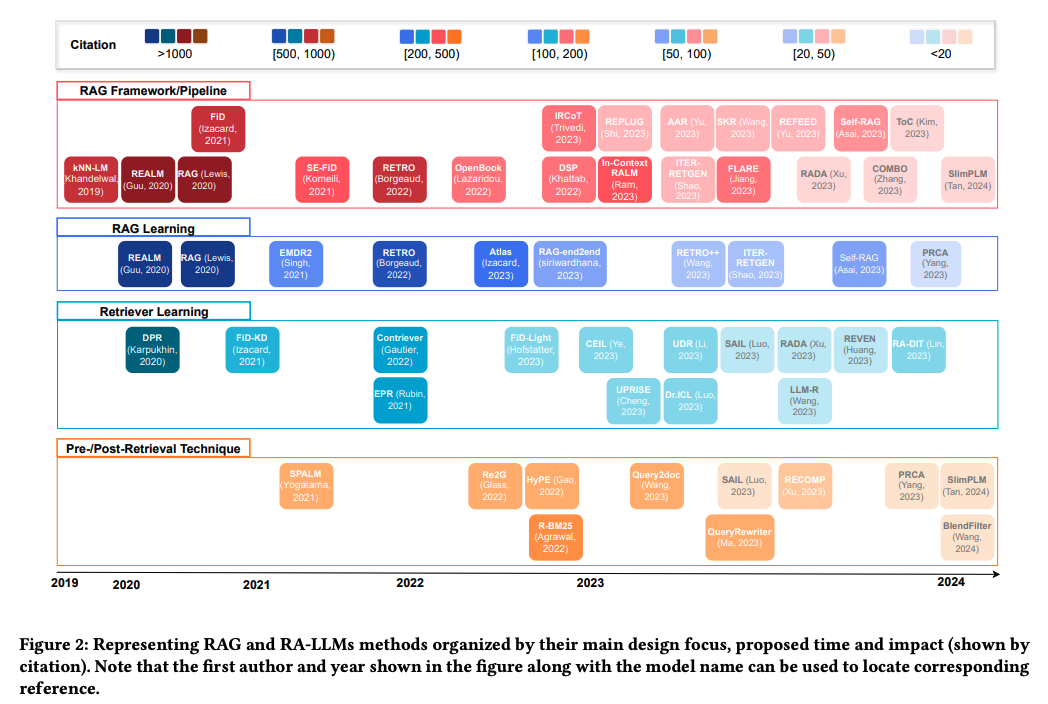 Citation
>1000
[500, 1000)
[200, 500)
[100, 200)
[50, 100)
[20, 50)
<20
RAG Framework/Pipeline
FiD
(Izacard,
2021)
IRCoT
(Trivedi,
2023)
REPLUG
(Shi, 2023)
AAR (Yu,
2023)
SKR (Wang,
2023)
REFEED
(Yu, 2023)
Self-RAG
(Asai, 2023)
ToC (Kim,
2023)
kNN-LM
(Khandelwal,
2019)
REALM
(Guu, 2020)
RAG (Lewis,
2020)
SE-FiD
(Komeili,
2021)
RETRO
(Borgeaud,
2022)
OpenBook
(Lazaridou,
2022)
DSP
(Khattab,
2022)
In-Context
RALM
(Ram,
2023)
ITER-
RETGEN
(Shao,
2023)
FLARE
(Jiang,
2023)
RADA (Xu,
2023)
COMBO
(Zhang,
2023)
SlimPLM
(Tan, 2024)
RAG Learning
REALM
(Guu, 2020)
RAG (Lewis,
2020)
EMDR2
(Singh,
2021)
RETRO
(Borgeaud,
2022)
Atlas
(Izacard,
2023)
RAG-end2end
(siriwardhana,
2023)
RETRO++
(Wang,
2023)
ITER-
RETGEN
(Shao, 2023)
Self-RAG
(Asai, 2023)
PRCA
(Yang,
2023)
Retriever Learning
DPR
(Karpukhin,
2020)
FiD-KD
(Izacard,
2021)
Contriever
(Gautier,
2022)
FiD-Light
(Hofstatter,
2023)
CEIL (Ye,
2023)
UDR (Li,
2023)
SAIL (Luo,
2023)
RADA (Xu,
2023)
REVEN
(Huang,
2023)
RA-DIT (Lin,
2023)
EPR (Rubin,
2021)
UPRISE
(Cheng,
2023)
Dr.ICL (Luo,
2023)
LLM-R
(Wang,
2023)
Pre-/Post-Retrieval Technique
SPALM
(Yogatama,
2021)
Re2G
(Glass,
2022)
HyPE (Gao,
2022)
Query2doc
(Wang,
2023)
SAIL (Luo,
2023)
RECOMP
(Xu, 2023)
PRCA
(Yang,
2023)
SlimPLM
(Tan, 2024)
R-BM25
(Agrawal,
2022)
QueryRewriter
(Ma, 2023)
BlendFilter
(Wang,
2024)
2019
2020
2021
2022
2023
2024
Figure 2: Representing RAG and RA-LLMs methods organized by their main design focus, proposed time and impact (shown by
citation). Note that the first author and year shown in the figure along with the model name can be used to locate corresponding
reference.